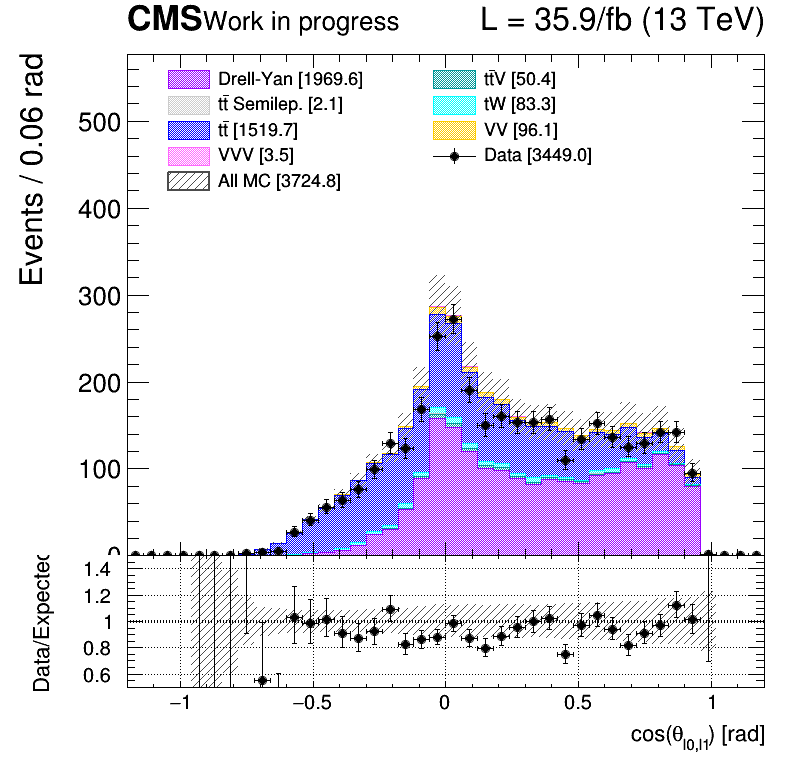 CMS Work in progress L = 35.9/fb (13 TeV)
Events / 0.06 rad
Drell-Yan [1969.6]
tt̄ Semilep. [2.1]
tt̄ [1519.7]
VVV [3.5]
All MC [3724.8]
tt̄V [50.4]
tW [83.3]
VV [96.1]
Data [3449.0]
500
400
300
200
100
0
Data/Expected
1.4
1.2
1
0.8
0.6
−1 −0.5 0 0.5 1
cos(θ_{l0,l1}) [rad]